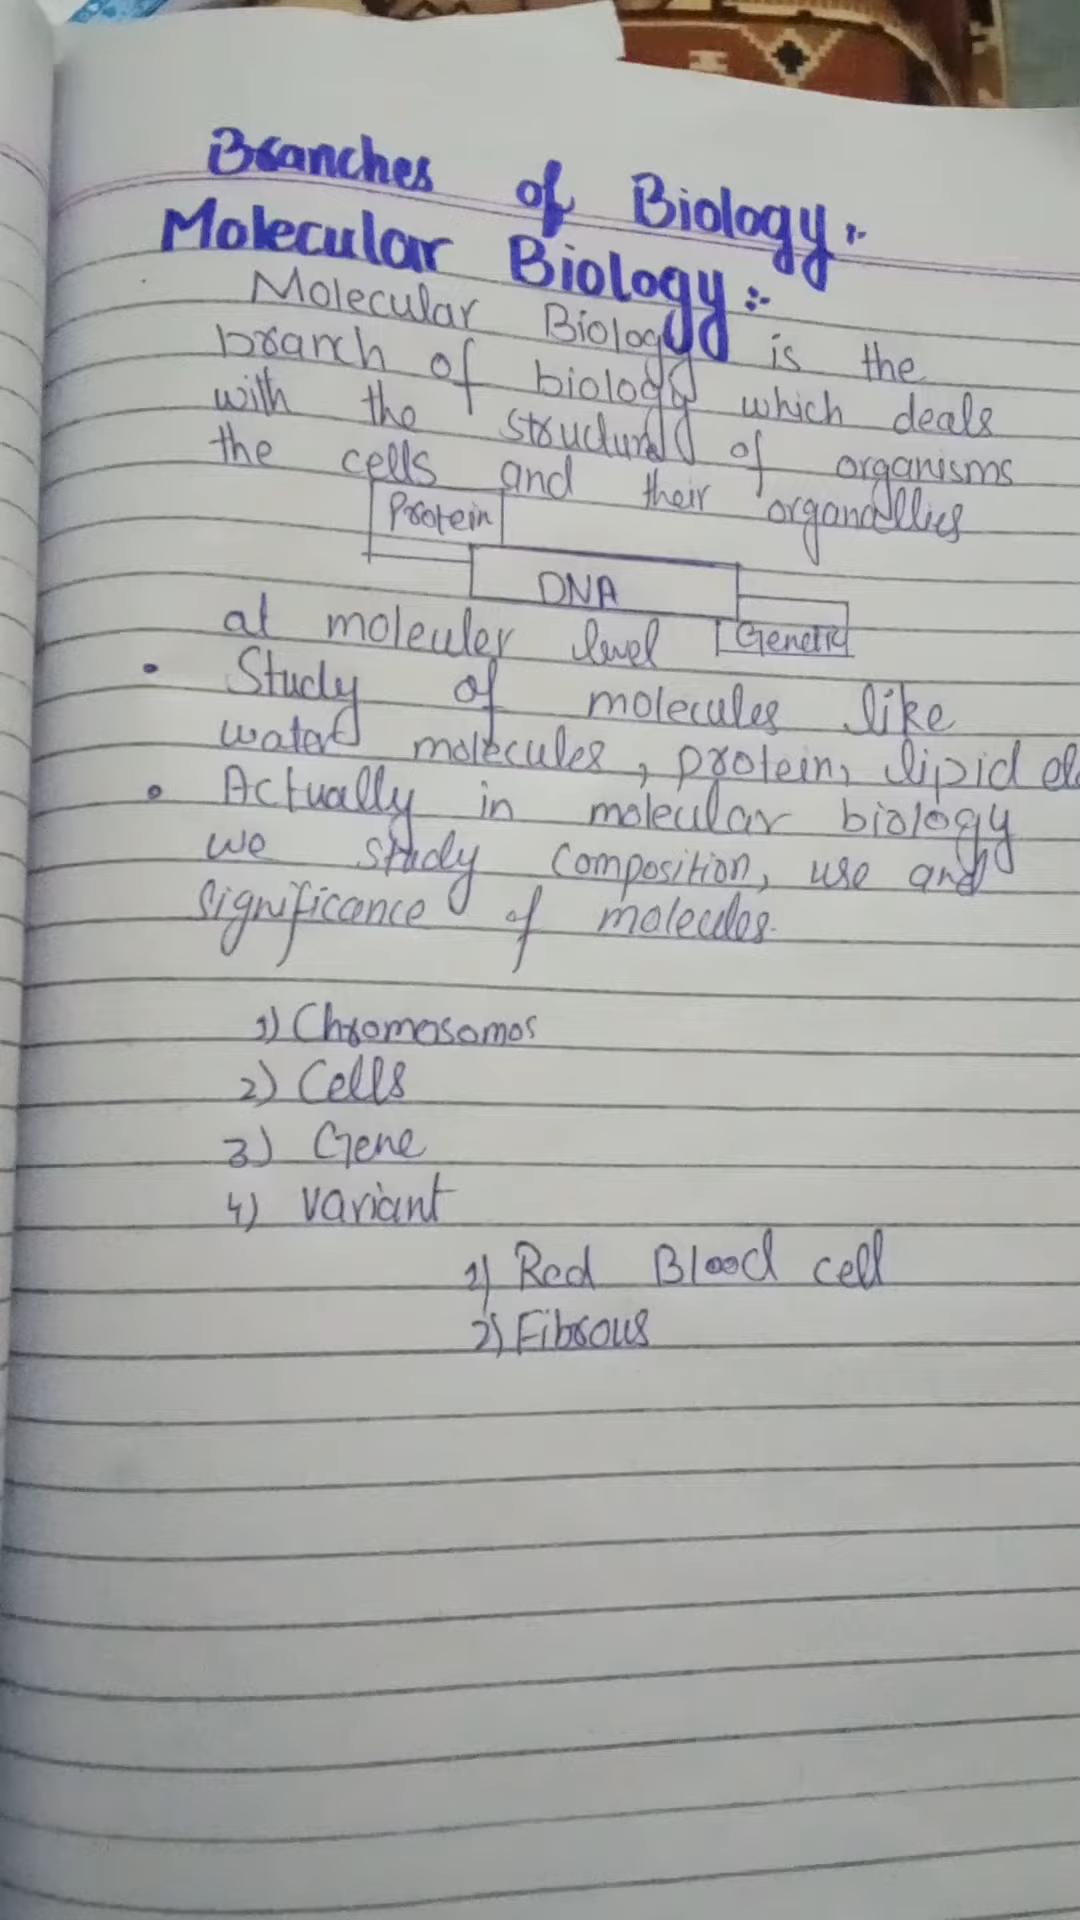 Branches of Biology:-
Molecular Biology :-
Molecular Biology is the
branch of biology which deals
with the structure of organisms
the cells and their organellies
Protein
DNA
at moleculer level Genetic
• Study of molecules like
water molecules, protein, lipid
• Actually in molecular biology
we study composition, use and
significance of molecules.
1) Chromosomos
2) Cells
3) Gene
4) Variant
1) Red Blood cell
2) Fibrous